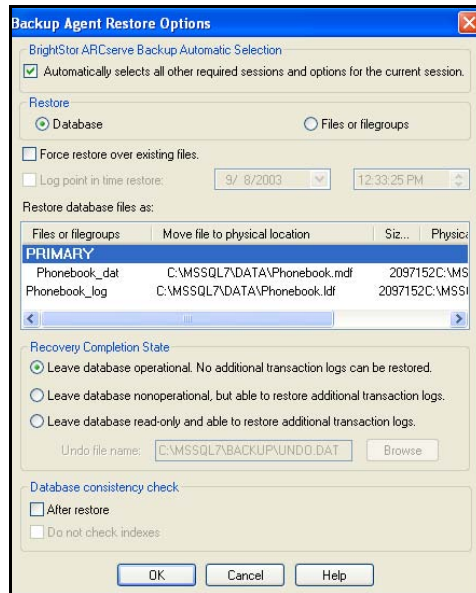 Backup Agent Restore Options
BrightStor ARCserve Backup Automatic Selection
Automatically selects all other required sessions and options for the current session.
Restore
Database Files or filegroups
Force restore over existing files.
Log point in time restore: 9/ 8/2003 12:33:25 PM
Restore database files as:
Files or filegroups Move file to physical location Siz... Physica
PRIMARY
Phonebook_dat C:\MSSQL7\DATA\Phonebook.mdf 2097152 C:\MS
Phonebook_log C:\MSSQL7\DATA\Phonebook.ldf 2097152 C:\MSS
Recovery Completion State
Leave database operational. No additional transaction logs can be restored.
Leave database nonoperational, but able to restore additional transaction logs.
Leave database read-only and able to restore additional transaction logs.
Undo file name: C:\MSSQL7\BACKUP\UNDO.DAT Browse
Database consistency check
After restore
Do not check indexes
OK Cancel Help